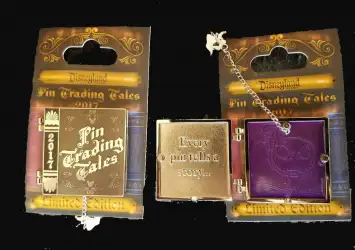 Disneyland
Pin Trading Tales
2017
2017
Pin
Trading
Tales
Limited Edition
Every
pin tells a
story...
Disneyland
Pin Trading Tales
2017
Limited Edition